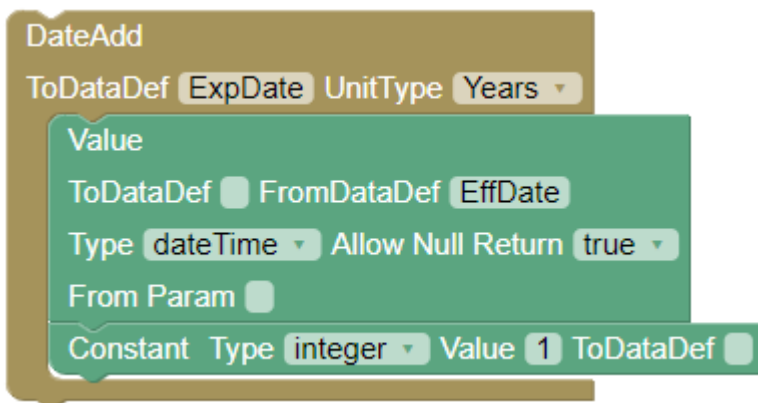 DateAdd
ToDataDef ExpDate UnitType Years
Value
ToDataDef FromDataDef EffDate
Type dateTime Allow Null Return true
From Param
Constant Type integer Value 1 ToDataDef